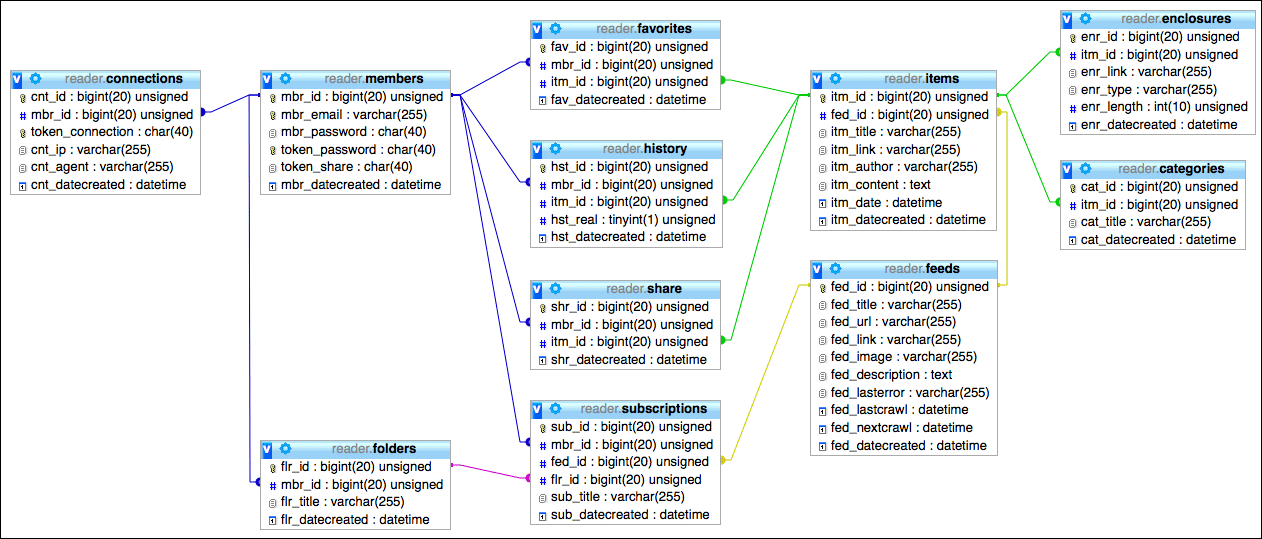 reader.connections
cnt_id : bigint(20) unsigned
mbr_id : bigint(20) unsigned
token_connection : char(40)
cnt_ip : varchar(255)
cnt_agent : varchar(255)
cnt_datecreated : datetime
reader.members
mbr_id : bigint(20) unsigned
mbr_email : varchar(255)
mbr_password : char(40)
token_password : char(40)
token_share : char(40)
mbr_datecreated : datetime
reader.folders
flr_id : bigint(20) unsigned
mbr_id : bigint(20) unsigned
flr_title : varchar(255)
flr_datecreated : datetime
reader.favorites
fav_id : bigint(20) unsigned
mbr_id : bigint(20) unsigned
itm_id : bigint(20) unsigned
fav_datecreated : datetime
reader.history
hst_id : bigint(20) unsigned
mbr_id : bigint(20) unsigned
itm_id : bigint(20) unsigned
hst_real : tinyint(1) unsigned
hst_datecreated : datetime
reader.share
shr_id : bigint(20) unsigned
mbr_id : bigint(20) unsigned
itm_id : bigint(20) unsigned
shr_datecreated : datetime
reader.subscriptions
sub_id : bigint(20) unsigned
mbr_id : bigint(20) unsigned
fed_id : bigint(20) unsigned
flr_id : bigint(20) unsigned
sub_title : varchar(255)
sub_datecreated : datetime
reader.items
itm_id : bigint(20) unsigned
fed_id : bigint(20) unsigned
itm_title : varchar(255)
itm_link : varchar(255)
itm_author : varchar(255)
itm_content : text
itm_date : datetime
itm_datecreated : datetime
reader.feeds
fed_id : bigint(20) unsigned
fed_title : varchar(255)
fed_url : varchar(255)
fed_link : varchar(255)
fed_image : varchar(255)
fed_description : text
fed_lasterror : varchar(255)
fed_lastcrawl : datetime
fed_nextcrawl : datetime
fed_datecreated : datetime
reader.enclosures
enr_id : bigint(20) unsigned
itm_id : bigint(20) unsigned
enr_link : varchar(255)
enr_type : varchar(255)
enr_length : int(10) unsigned
enr_datecreated : datetime
reader.categories
cat_id : bigint(20) unsigned
itm_id : bigint(20) unsigned
cat_title : varchar(255)
cat_datecreated : datetime